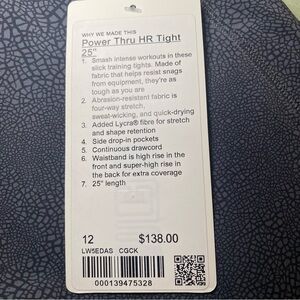 WHY WE MADE THIS
Power Thru HR Tight
25"
1. Smash intense workouts in these
slick training tights. Made of
fabric that helps resist snags
from equipment, they're as
tough as you are
2. Abrasion-resistant fabric is
four-way stretch,
sweat-wicking, and quick-drying
3. Added Lycra® fibre for stretch
and shape retention
4. Side drop-in pockets
5. Continuous drawcord
6. Waistband is high rise in the
front and super-high rise in
the back for extra coverage
7. 25" length
12 $138.00
LW5EDAS CGCK
000139475328